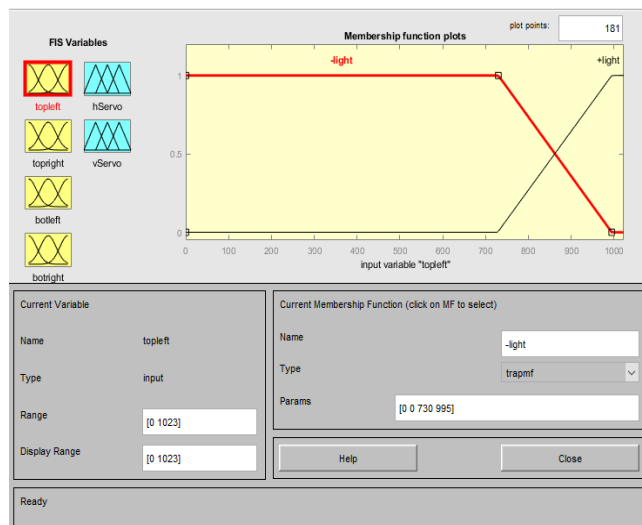 plot points: 181
FIS Variables
Membership function plots
-light
+light
topleft
hServo
topright
vServo
botleft
botright
1
0.5
0
0 100 200 300 400 500 600 700 800 900 1000
input variable "topleft"
Current Variable
Name topleft
Type input
Range [0 1023]
Display Range [0 1023]
Current Membership Function (click on MF to select)
Name -light
Type trapmf
Params [0 0 730 995]
Help Close
Ready